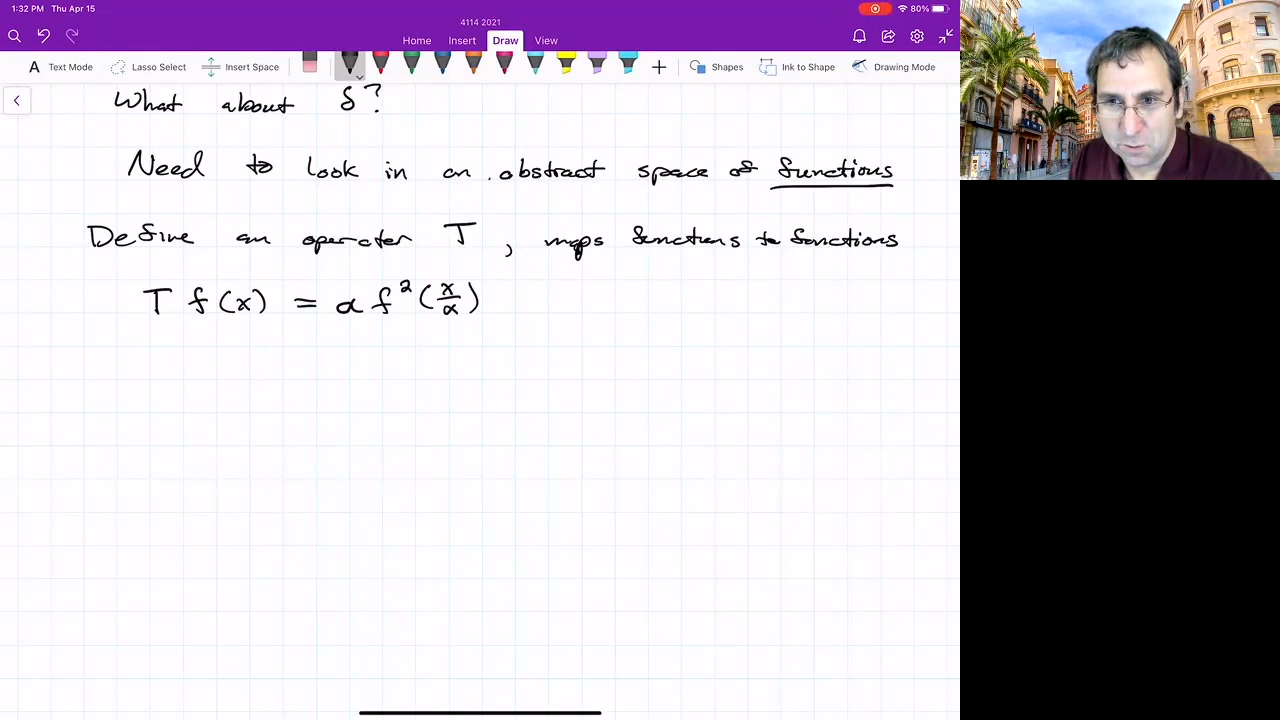 1:32 PM Thu Apr 15
80%
4114 2021
Home Insert Draw View
A Text Mode Lasso Select Insert Space + Shapes Ink to Shape Drawing Mode
What about δ?
Need to look in an abstract space of functions
Define an operator T, maps functions to functions
T f(x) = α f²(x/α)